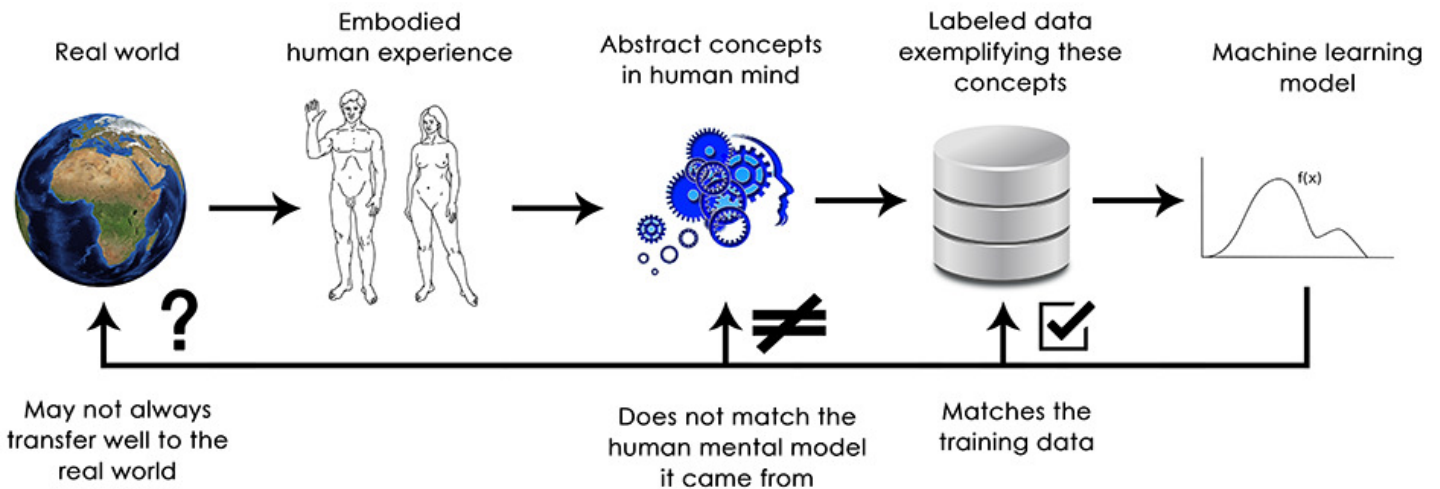 Real world
Embodied
human experience
Abstract concepts
in human mind
Labeled data
exemplifying these
concepts
Machine learning
model
f(x)
?
≠
May not always
transfer well to the
real world
Does not match the
human mental model
it came from
Matches the
training data